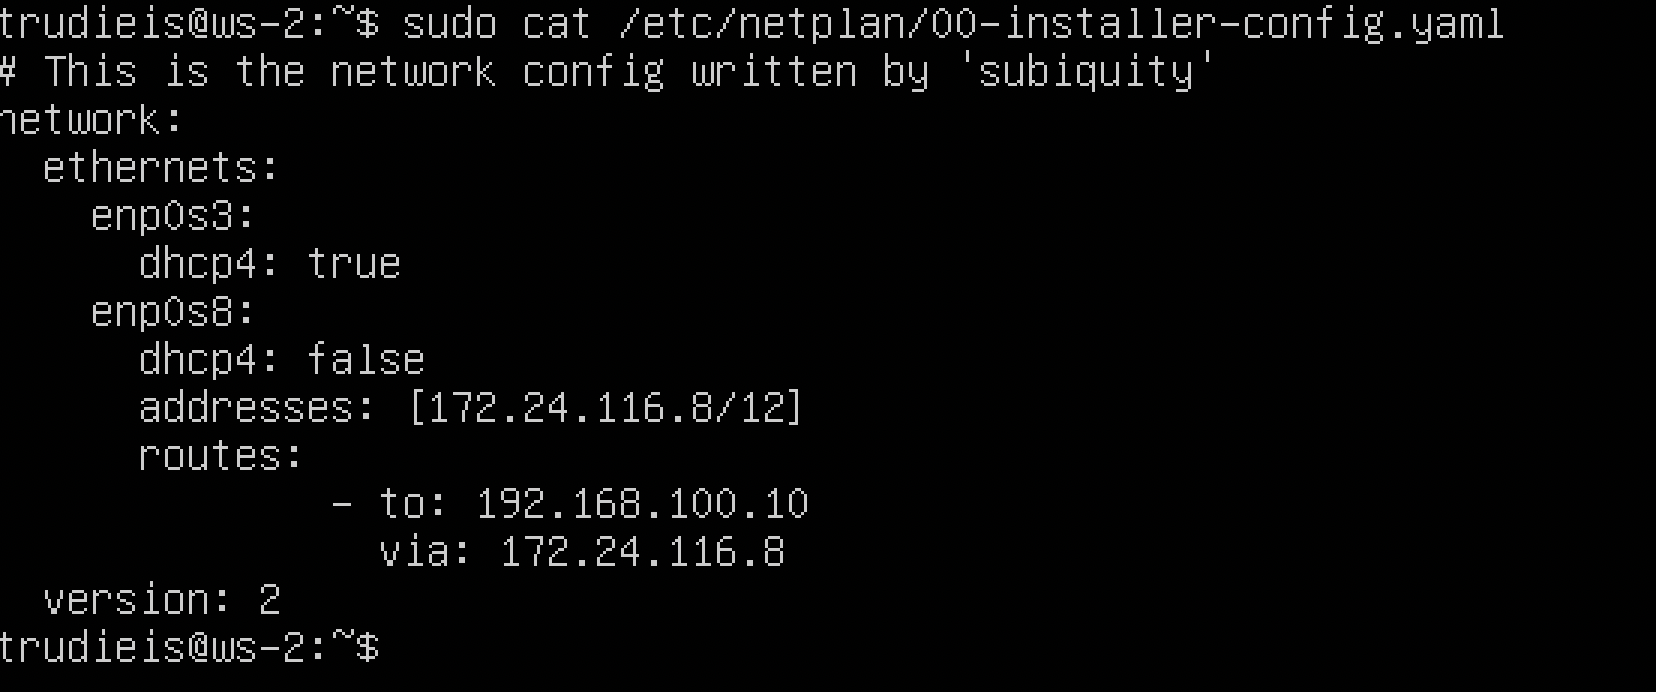 trudieis@ws-2:~$ sudo cat /etc/netplan/00-installer-config.yaml
# This is the network config written by 'subiquity'
network:
  ethernets:
    enp0s3:
      dhcp4: true
    enp0s8:
      dhcp4: false
      addresses: [172.24.116.8/12]
      routes:
              - to: 192.168.100.10
                via: 172.24.116.8
  version: 2
trudieis@ws-2:~$